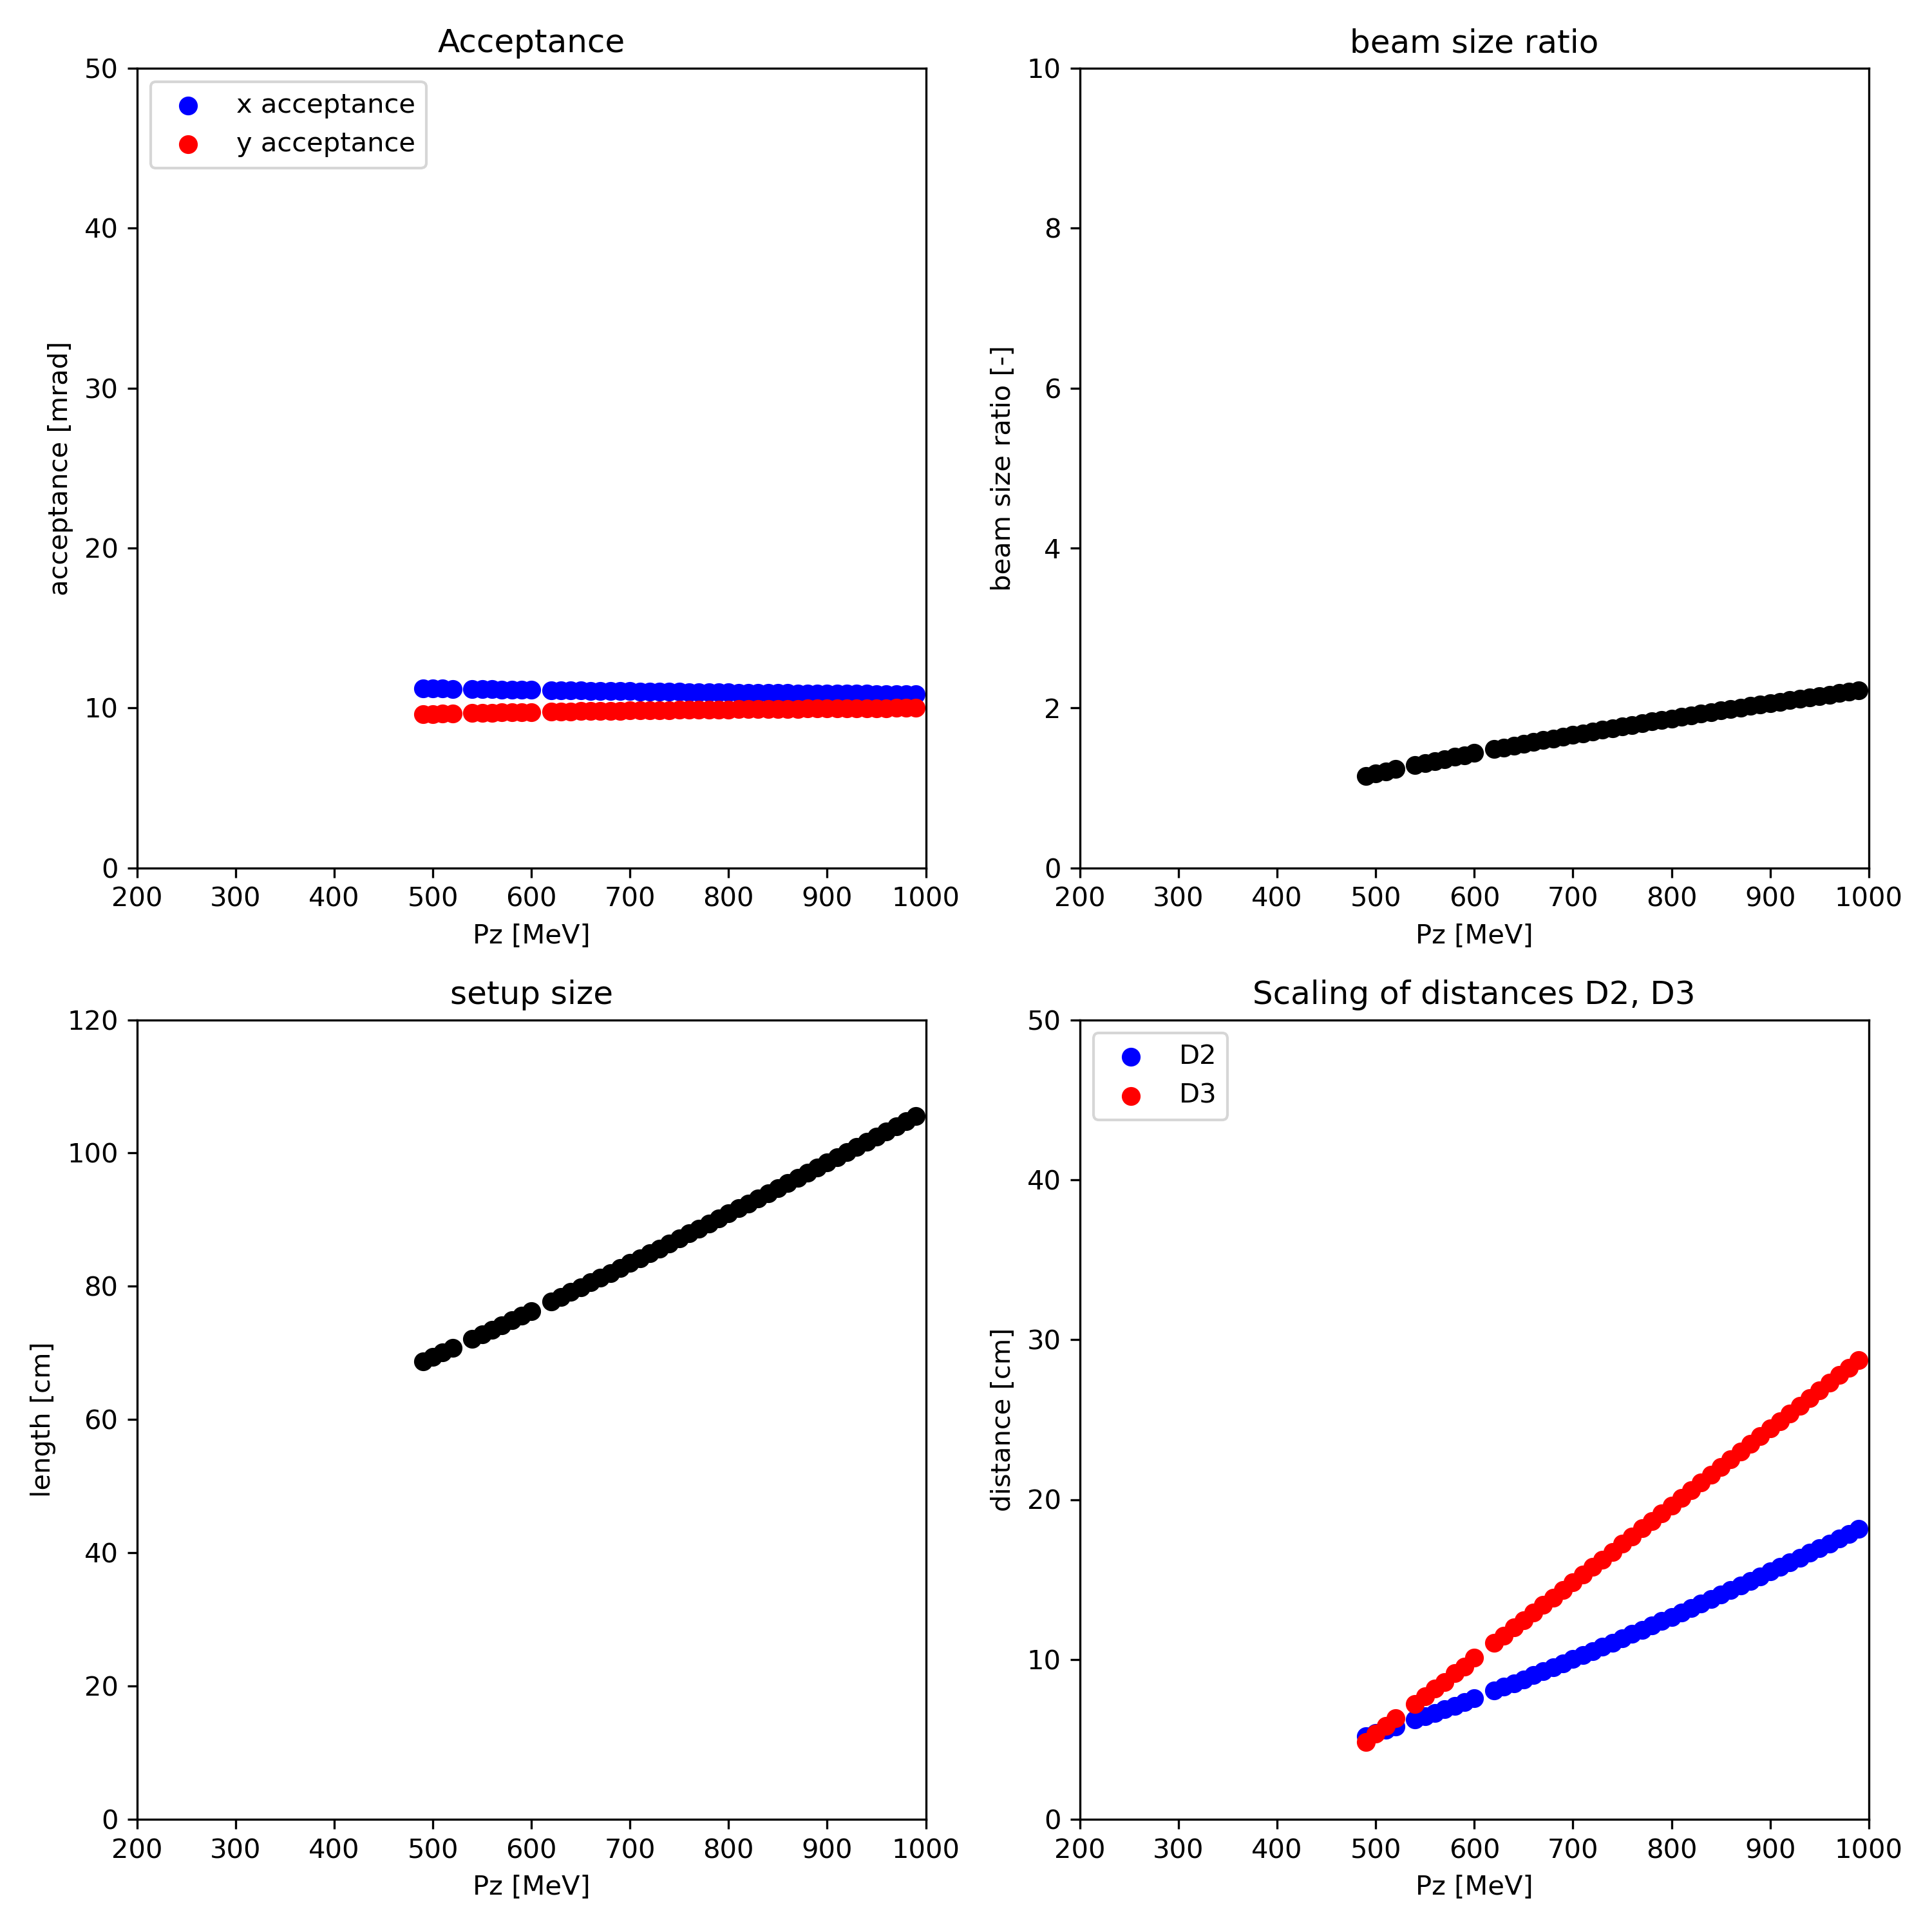 Acceptance
50
40
30
20
10
0
acceptance [mrad]
x acceptance
y acceptance
200 300 400 500 600 700 800 900 1000
Pz [MeV]
beam size ratio
10
8
6
4
2
0
beam size ratio [-]
200 300 400 500 600 700 800 900 1000
Pz [MeV]
setup size
120
100
80
60
40
20
0
length [cm]
200 300 400 500 600 700 800 900 1000
Pz [MeV]
Scaling of distances D2, D3
50
40
30
20
10
0
distance [cm]
D2
D3
200 300 400 500 600 700 800 900 1000
Pz [MeV]